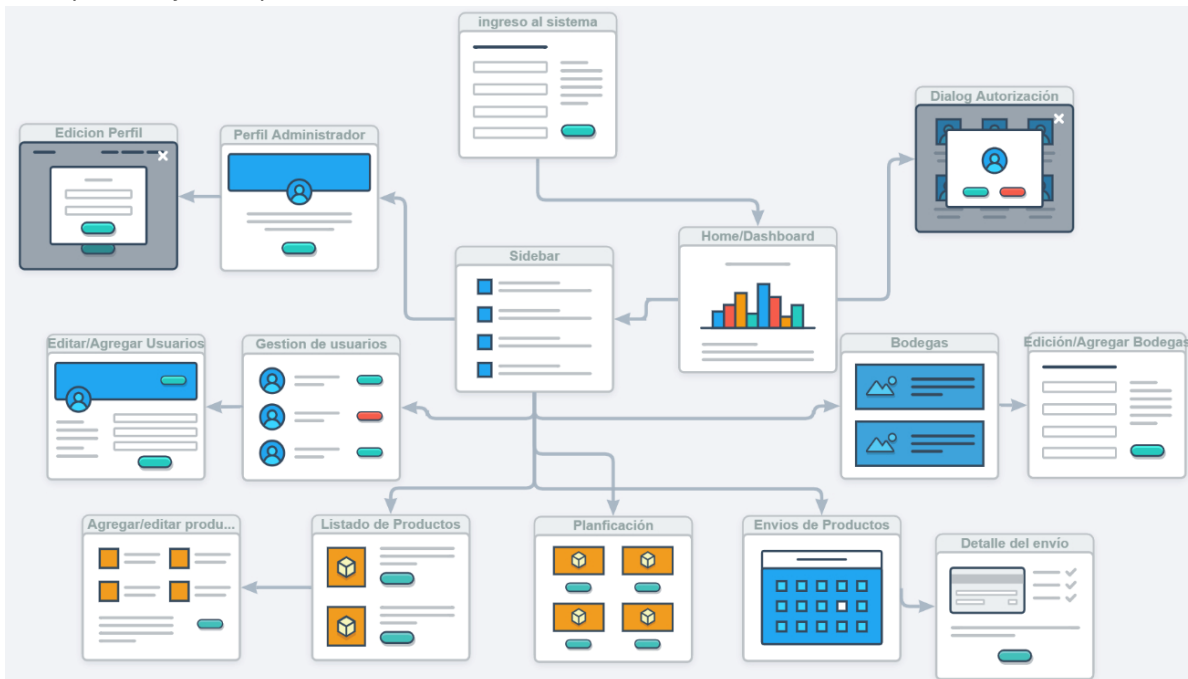 ingreso al sistema
Dialog Autorización
Edicion Perfil
Perfil Administrador
Home/Dashboard
Sidebar
Editar/Agregar Usuarios
Gestion de usuarios
Bodegas
Edición/Agregar Bodegas
Agregar/editar produ...
Listado de Productos
Planficación
Envios de Productos
Detalle del envio